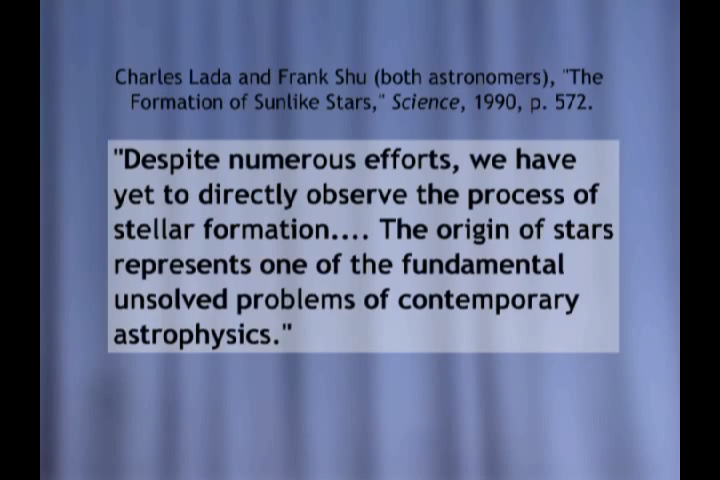 Charles Lada and Frank Shu (both astronomers), "The
Formation of Sunlike Stars," Science, 1990, p. 572.
"Despite numerous efforts, we have
yet to directly observe the process of
stellar formation.... The origin of stars
represents one of the fundamental
unsolved problems of contemporary
astrophysics."